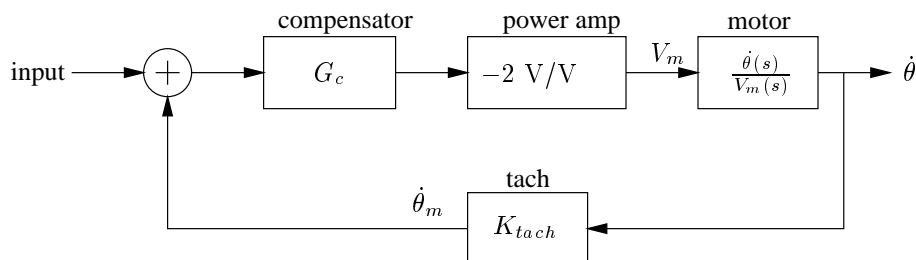 compensator power amp motor
input + G_c −2 V/V V_m θ̇(s)/V_m(s) θ̇
tach
θ̇_m K_tach